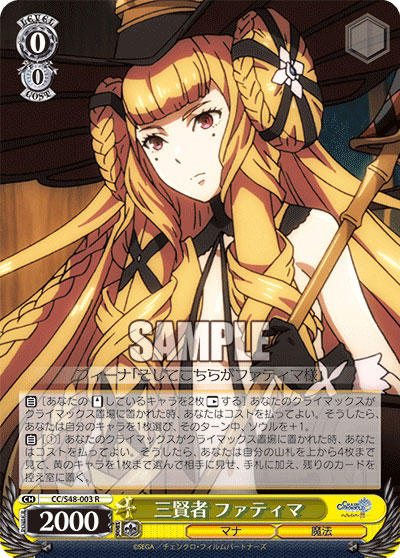 LEVEL
0
0
COST
SAMPLE
フィーナ「そしてこちらがファティマ様」
[あなたの しているキャラを2枚 する] あなたのクライマックスが
クライマックス置場に置かれた時、あなたはコストを払ってよい。そうしたら、
あなたは自分のキャラを1枚選び、そのターン中、ソウルを+1。
[①] あなたのクライマックスがクライマックス置場に置かれた時、あなたは
コストを払ってよい。そうしたら、あなたは自分の山札を上から4枚まで
見て、黄のキャラを1枚まで選んで相手に見せ、手札に加え、残りのカードを
控え室に置く。
CH
CC/S48-003 R
2000
三賢者 ファティマ
マナ
魔法
©SEGA / チェンクロ・フィルムパートナーズ